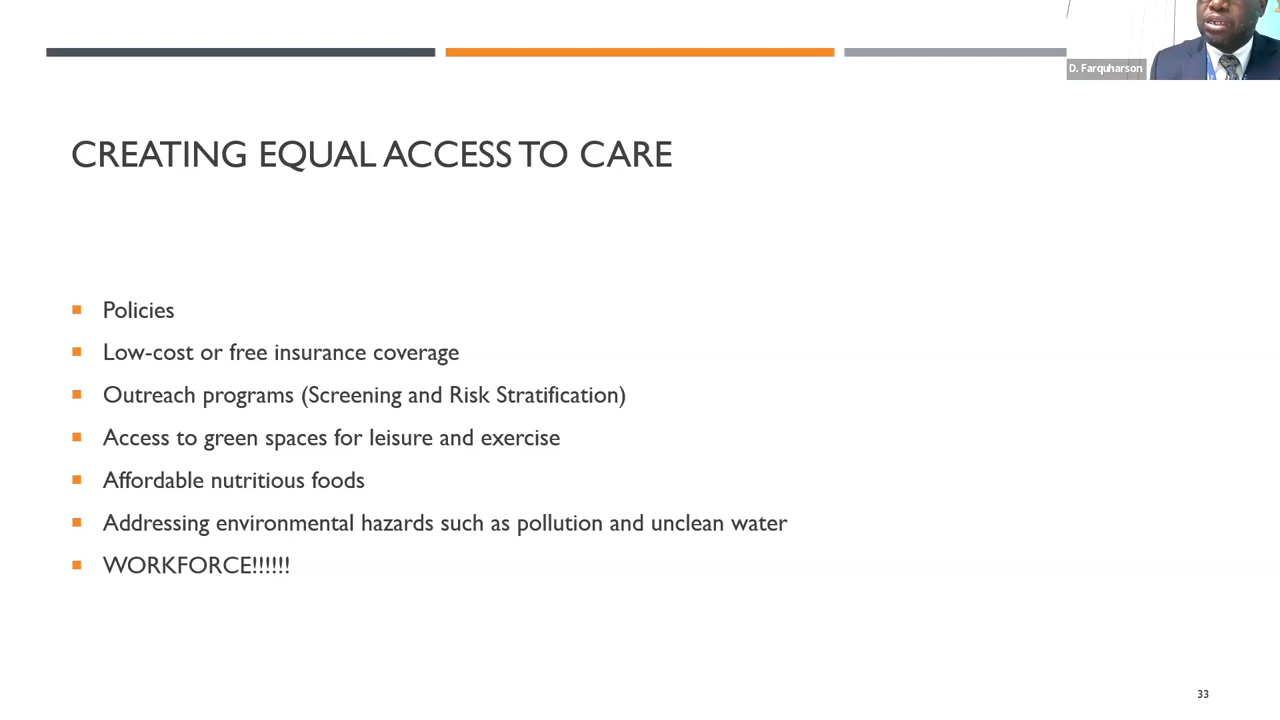 D. Farquharson
CREATING EQUAL ACCESS TO CARE
Policies
Low-cost or free insurance coverage
Outreach programs (Screening and Risk Stratification)
Access to green spaces for leisure and exercise
Affordable nutritious foods
Addressing environmental hazards such as pollution and unclean water
WORKFORCE!!!!!!
33